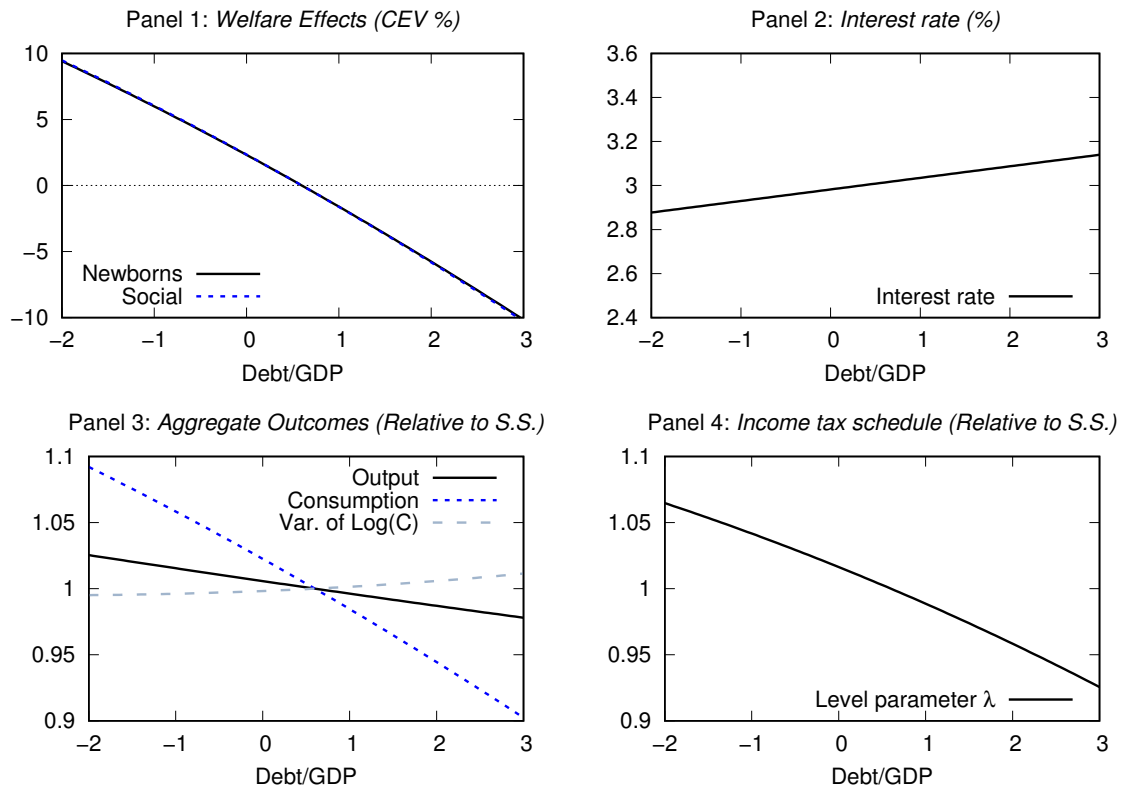 Panel 1: Welfare Effects (CEV %)
10
5
0
−5
−10
Newborns
Social
−2 −1 0 1 2 3
Debt/GDP
Panel 2: Interest rate (%)
3.6
3.4
3.2
3
2.8
2.6
2.4
Interest rate
−2 −1 0 1 2 3
Debt/GDP
Panel 3: Aggregate Outcomes (Relative to S.S.)
1.1
1.05
1
0.95
0.9
Output
Consumption
Var. of Log(C)
−2 −1 0 1 2 3
Debt/GDP
Panel 4: Income tax schedule (Relative to S.S.)
1.1
1.05
1
0.95
0.9
Level parameter λ
−2 −1 0 1 2 3
Debt/GDP